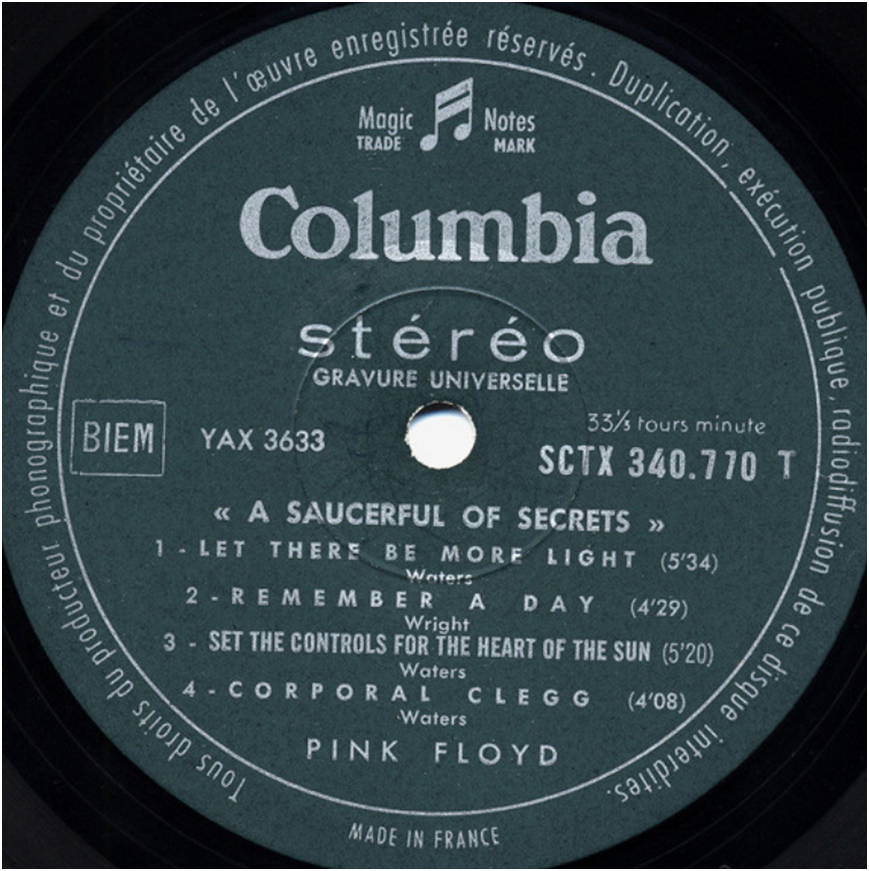 Tous droits du producteur phonographique et du propriétaire de l'œuvre enregistrée réservés. Duplication, exécution publique, radiodiffusion de ce disque interdites.
Magic Notes
TRADE MARK
Columbia
stéréo
GRAVURE UNIVERSELLE
BIEM
YAX 3633
33⅓ tours minute
SCTX 340.770 T
« A SAUCERFUL OF SECRETS »
1 - LET THERE BE MORE LIGHT (5'34)
Waters
2 - REMEMBER A DAY (4'29)
Wright
3 - SET THE CONTROLS FOR THE HEART OF THE SUN (5'20)
Waters
4 - CORPORAL CLEGG (4'08)
Waters
PINK FLOYD
MADE IN FRANCE